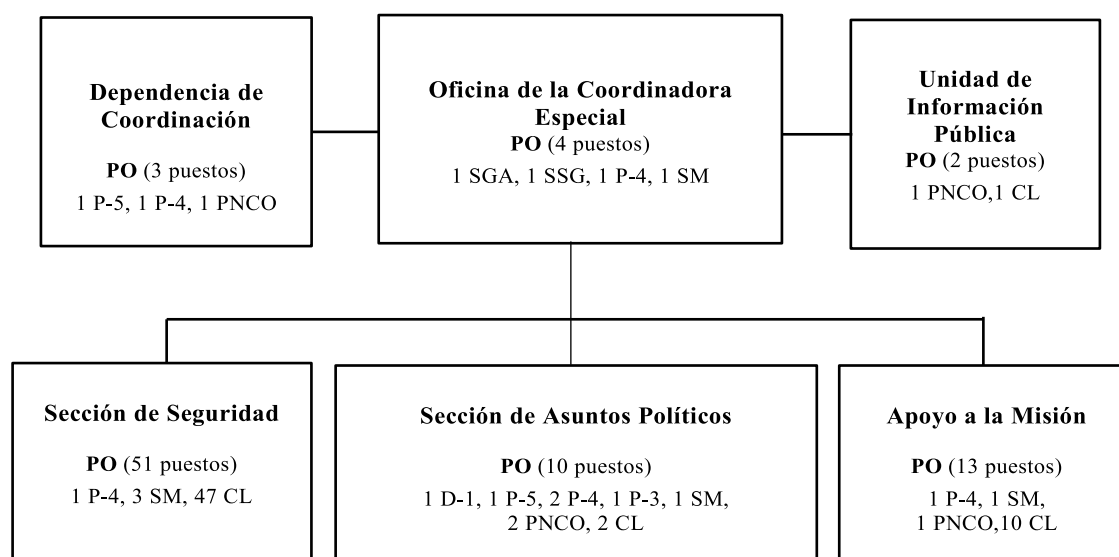 Dependencia de
Coordinación
PO (3 puestos)
1 P-5, 1 P-4, 1 PNCO
Oficina de la Coordinadora
Especial
PO (4 puestos)
1 SGA, 1 SSG, 1 P-4, 1 SM
Unidad de
Información
Pública
PO (2 puestos)
1 PNCO,1 CL
Sección de Seguridad
PO (51 puestos)
1 P-4, 3 SM, 47 CL
Sección de Asuntos Políticos
PO (10 puestos)
1 D-1, 1 P-5, 2 P-4, 1 P-3, 1 SM,
2 PNCO, 2 CL
Apoyo a la Misión
PO (13 puestos)
1 P-4, 1 SM,
1 PNCO,10 CL